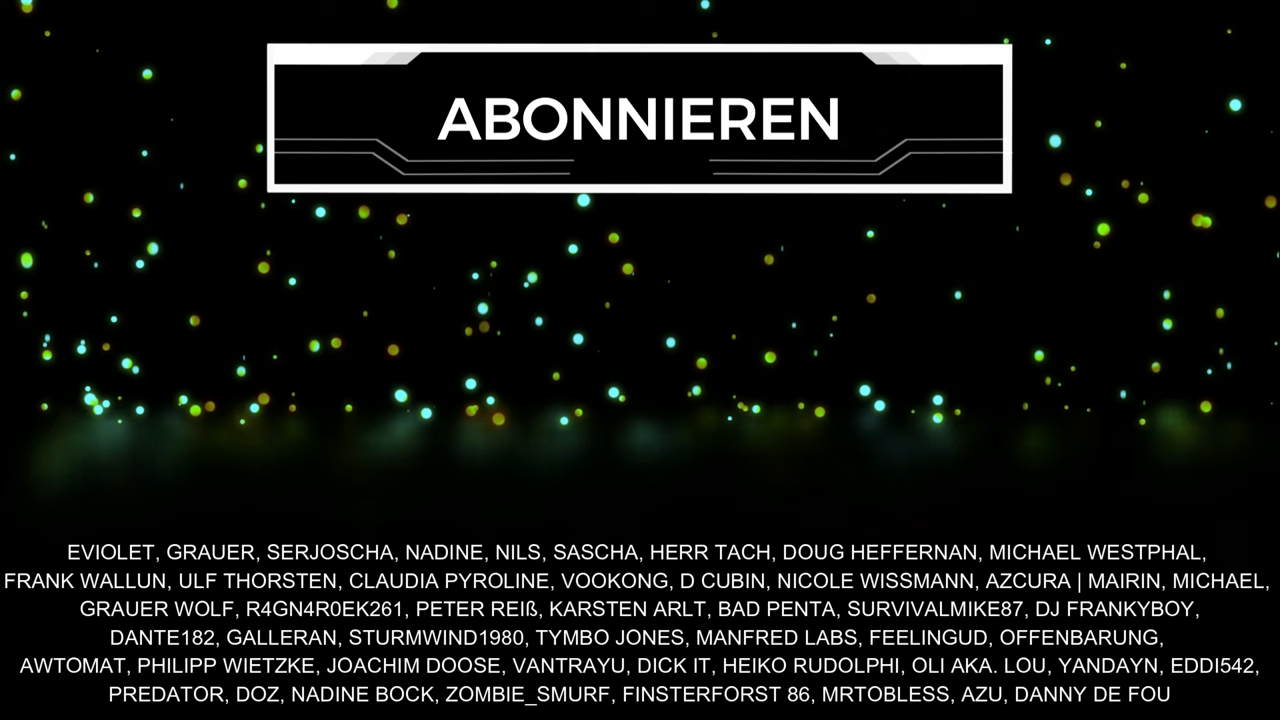 ABONNIEREN
EVIOLET, GRAUER, SERJOSCHA, NADINE, NILS, SASCHA, HERR TACH, DOUG HEFFERNAN, MICHAEL WESTPHAL,
FRANK WALLUN, ULF THORSTEN, CLAUDIA PYROLINE, VOOKONG, D CUBIN, NICOLE WISSMANN, AZCURA | MAIRIN, MICHAEL,
GRAUER WOLF, R4GN4R0EK261, PETER REIß, KARSTEN ARLT, BAD PENTA, SURVIVALMIKE87, DJ FRANKYBOY,
DANTE182, GALLERAN, STURMWIND1980, TYMBO JONES, MANFRED LABS, FEELINGUD, OFFENBARUNG,
AWTOMAT, PHILIPP WIETZKE, JOACHIM DOOSE, VANTRAYU, DICK IT, HEIKO RUDOLPHI, OLI AKA. LOU, YANDAYN, EDDI542,
PREDATOR, DOZ, NADINE BOCK, ZOMBIE_SMURF, FINSTERFORST 86, MRTOBLESS, AZU, DANNY DE FOU